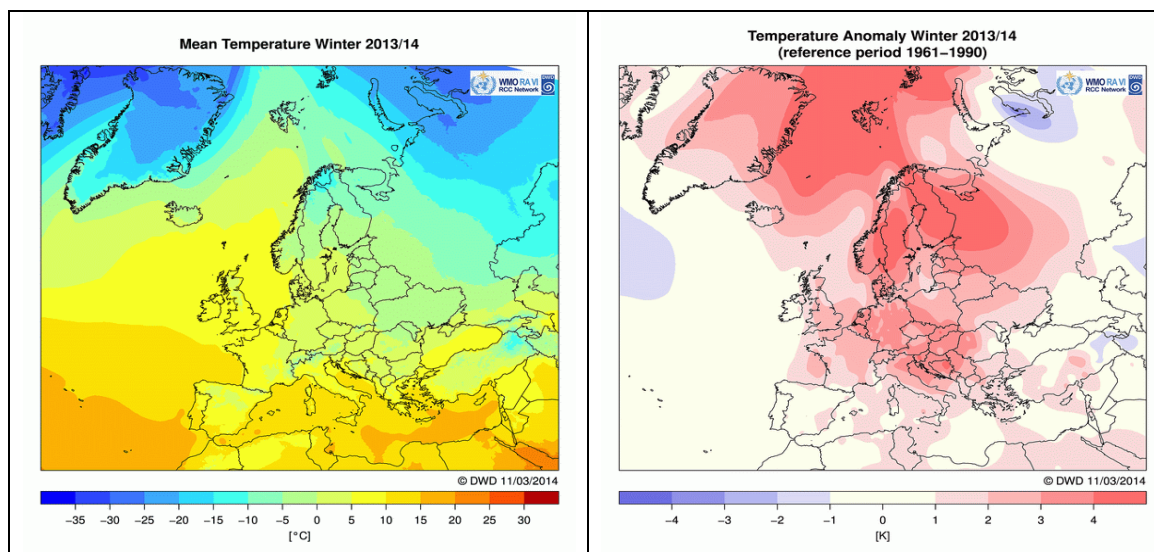 Mean Temperature Winter 2013/14
WMO RA VI
RCC Network
DWD
© DWD 11/03/2014
−35 −30 −25 −20 −15 −10 −5 0 5 10 15 20 25 30
[°C]
Temperature Anomaly Winter 2013/14
(reference period 1961−1990)
WMO RA VI
RCC Network
DWD
© DWD 11/03/2014
−4 −3 −2 −1 0 1 2 3 4
[K]